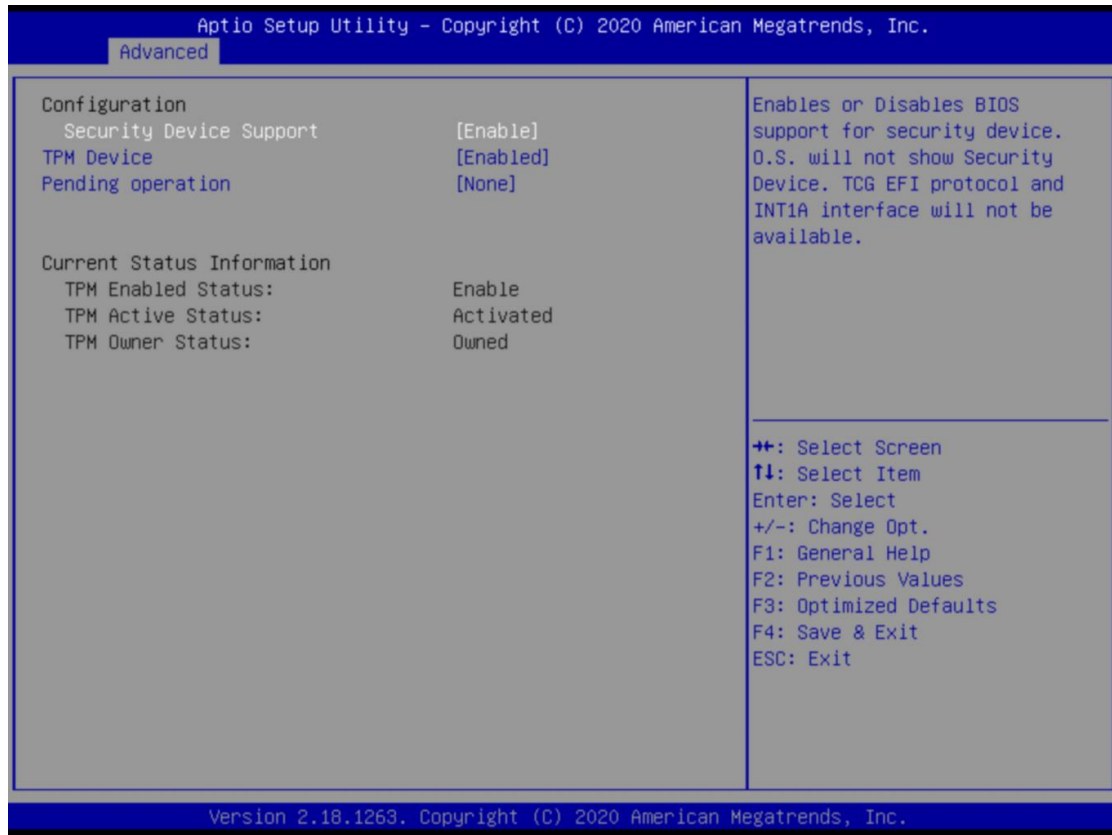 Aptio Setup Utility – Copyright (C) 2020 American Megatrends, Inc.
Advanced
Configuration
Security Device Support [Enable]
TPM Device [Enabled]
Pending operation [None]
Current Status Information
TPM Enabled Status: Enable
TPM Active Status: Activated
TPM Owner Status: Owned
Enables or Disables BIOS
support for security device.
O.S. will not show Security
Device. TCG EFI protocol and
INT1A interface will not be
available.
→←: Select Screen
↑↓: Select Item
Enter: Select
+/-: Change Opt.
F1: General Help
F2: Previous Values
F3: Optimized Defaults
F4: Save & Exit
ESC: Exit
Version 2.18.1263. Copyright (C) 2020 American Megatrends, Inc.